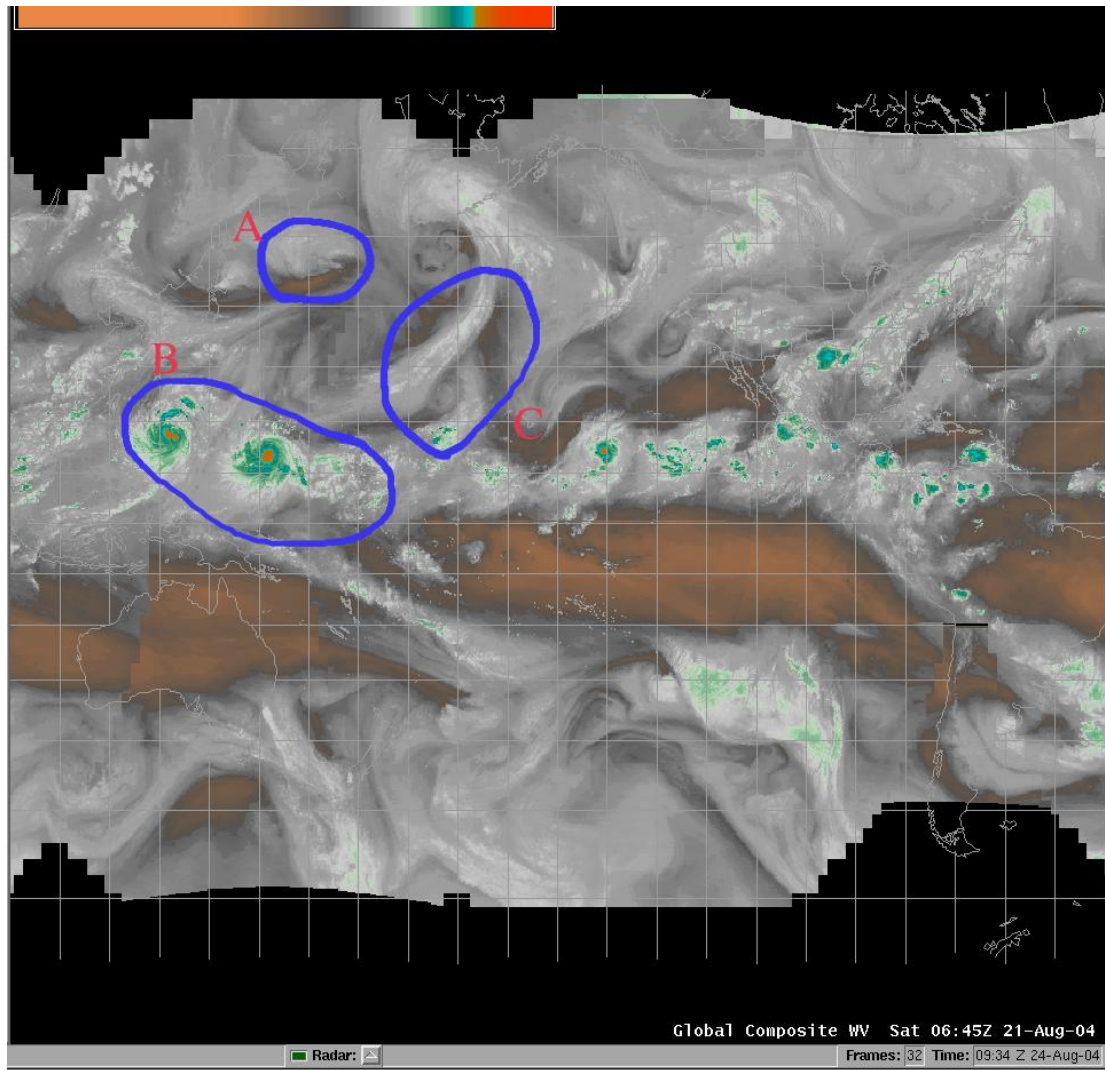 A
B
C
Global Composite WV Sat 06:45Z 21-Aug-04
Radar: Frames: 32 Time: 09:34 Z 24-Aug-04